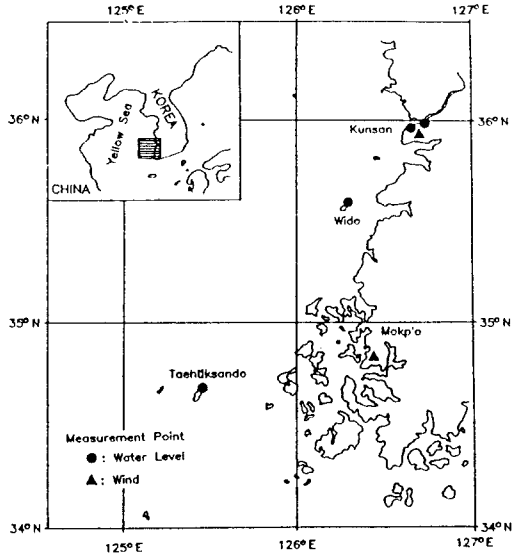 125°E
126°E
127°E
Yellow Sea
KOREA
CHINA
36°N
36°N
Kunsan
Wido
35°N
35°N
Mokp'o
Taehŭksando
Measurement Point
● : Water Level
▲ : Wind
34°N
34°N
125°E
126°E
127°E